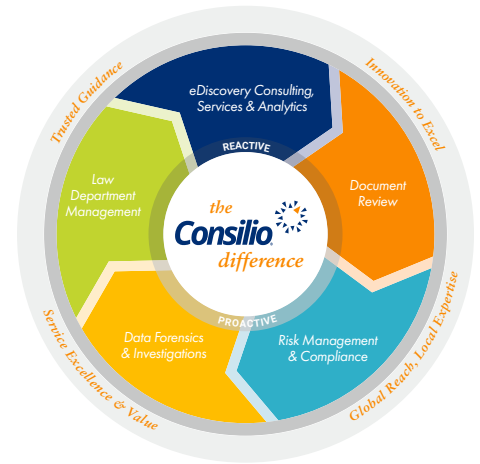 Trusted Guidance
Innovation to Excel
eDiscovery Consulting,
Services & Analytics
REACTIVE
Law
Department
Management
Document
Review
the
Consilio
difference
PROACTIVE
Data Forensics
& Investigations
Risk Management
& Compliance
Service Excellence & Value
Global Reach, Local Expertise